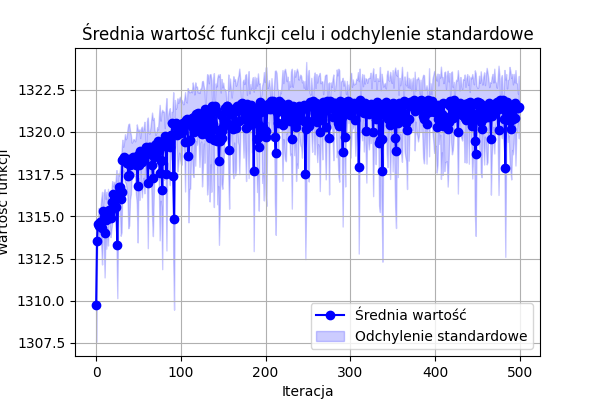 Średnia wartość funkcji celu i odchylenie standardowe
Wartość funkcji
1322.5
1320.0
1317.5
1315.0
1312.5
1310.0
1307.5
0
100
200
300
400
500
Iteracja
Średnia wartość
Odchylenie standardowe